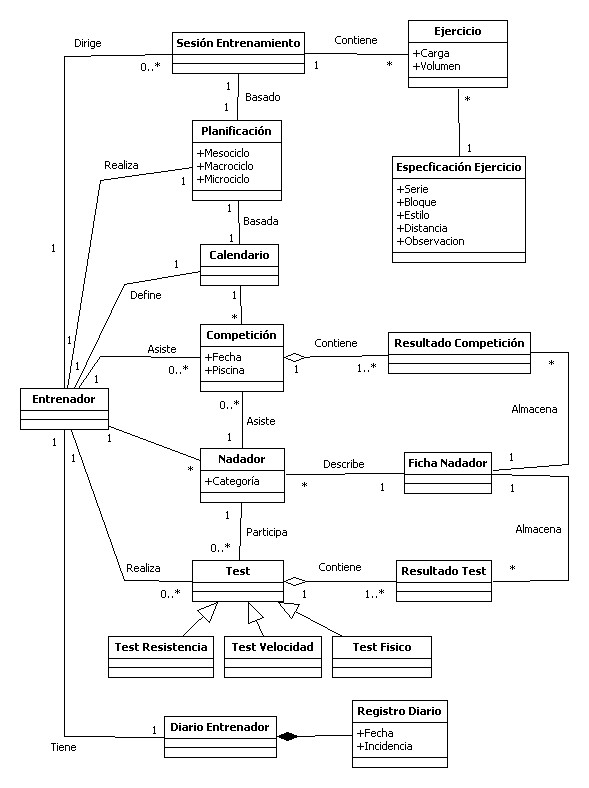 Dirige
Sesión Entrenamiento
0..*
Contiene
1
*
Ejercicio
+Carga
+Volumen
*
1
Especficación Ejercicio
+Serie
+Bloque
+Estilo
+Distancia
+Observacion
1
Basado
1
Planificación
+Mesociclo
+Macrociclo
+Microciclo
Realiza
1
1
Basada
1
Calendario
1
Define
1
*
1
Competición
+Fecha
+Piscina
Asiste
0..*
1
Contiene
1..*
Resultado Competición
*
Almacena
1
1
1
Entrenador
1
1
1
0..*
Asiste
1
Nadador
+Categoría
*
Describe
*
1
Ficha Nadador
1
1
Almacena
*
1
Participa
0..*
Test
Realiza
0..*
1
Contiene
1..*
Resultado Test
Test Resistencia
Test Velocidad
Test Fisico
Tiene
1
Diario Entrenador
Registro Diario
+Fecha
+Incidencia